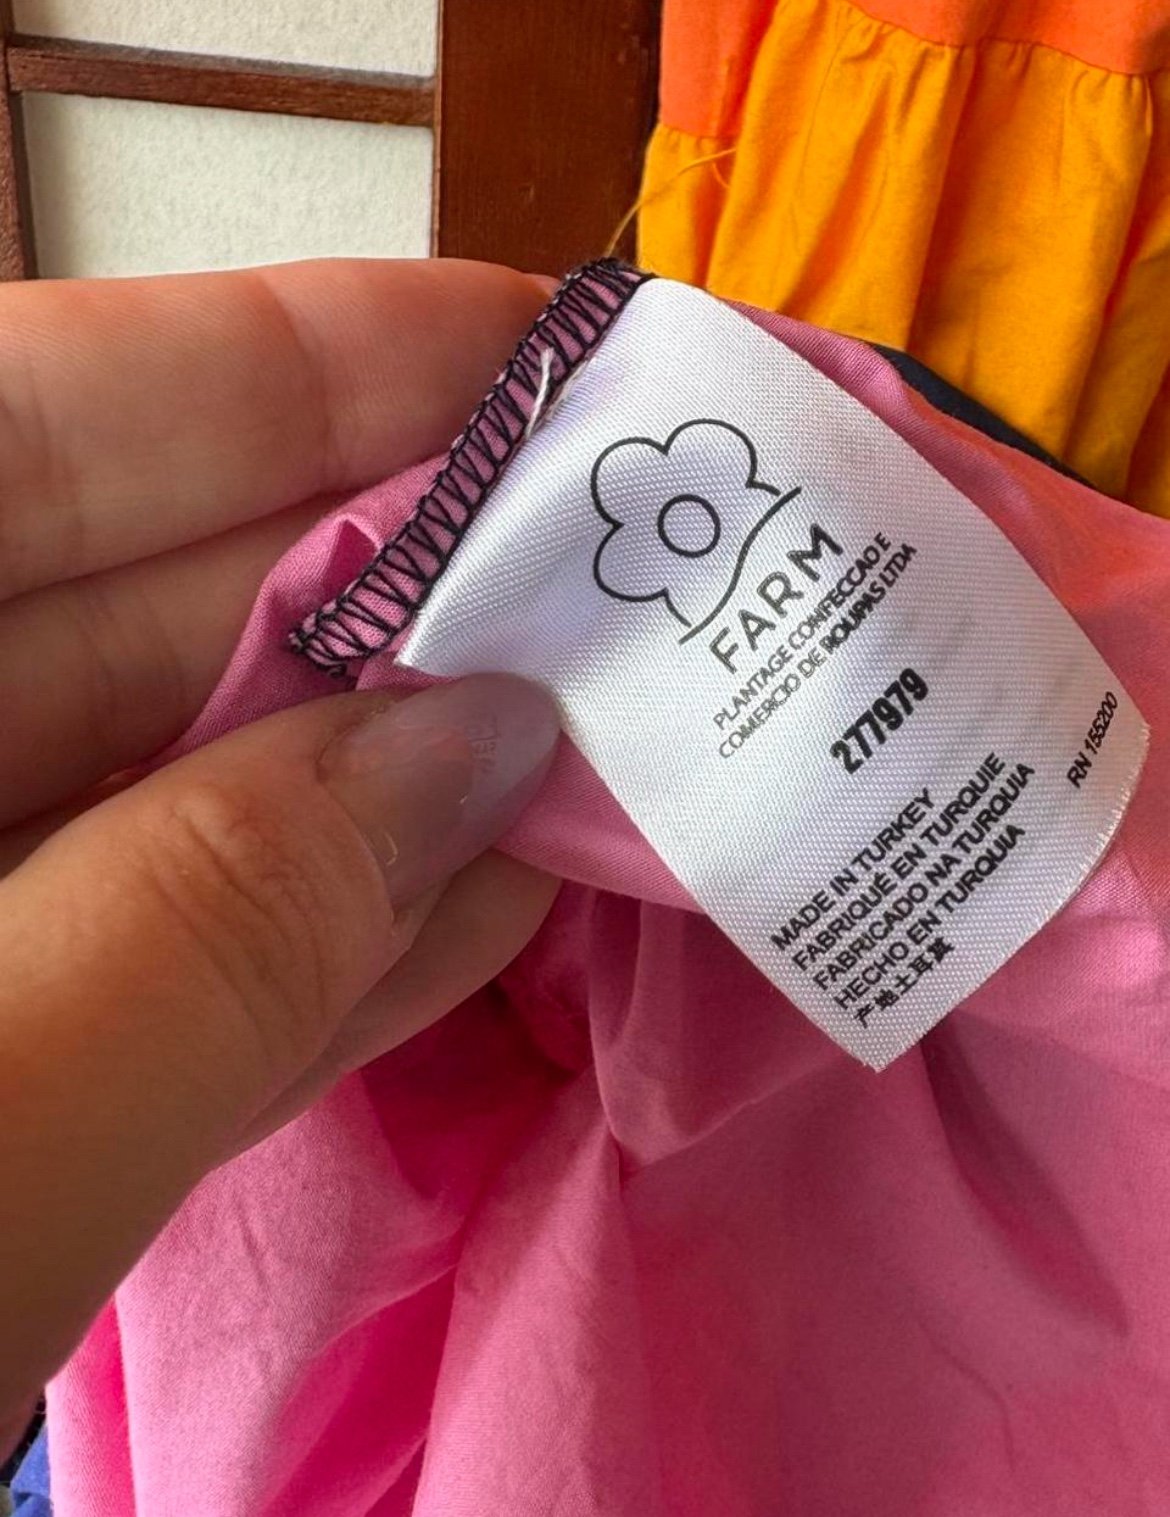 FARM
PLANTAGE COMFECCAO E
COMERCIO DE ROUPAS LTDA
277979
RN 155200
MADE IN TURKEY
FABRIQUÉ EN TURQUIE
FABRICADO NA TURQUIA
HECHO EN TURQUIA
产地土耳其